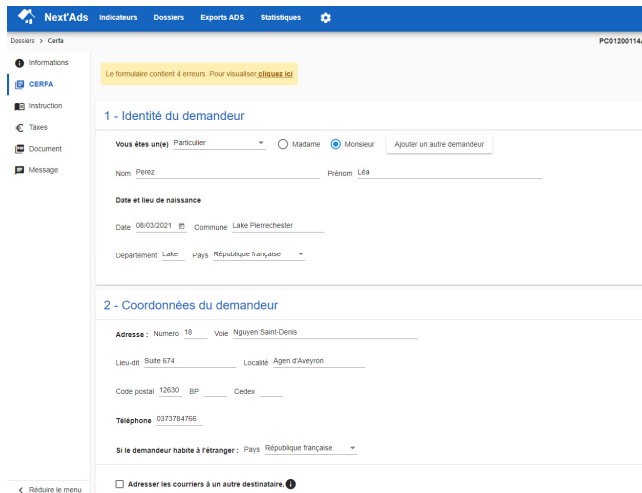 Next'Ads Indicateurs Dossiers Exports ADS Statistiques
Dossiers > Cerfa PC01200114A
Informations
CERFA
Instruction
Taxes
Document
Message
Le formulaire contient 4 erreurs. Pour visualiser cliquez ici
1 - Identité du demandeur
Vous êtes un(e) Particulier Madame Monsieur Ajouter un autre demandeur
Nom Perez Prénom Léa
Date et lieu de naissance
Date 08/03/2021 Commune Lake Pierrechester
Département Lake Pays République française
2 - Coordonnées du demandeur
Adresse : Numero 18 Voie Nguyen Saint-Denis
Lieu-dit Suite 674 Localité Agen d'Aveyron
Code postal 12630 BP Cedex
Téléphone 0373784766
Si le demandeur habite à l'étranger : Pays République française
Adresser les courriers à un autre destinataire.
Réduire le menu